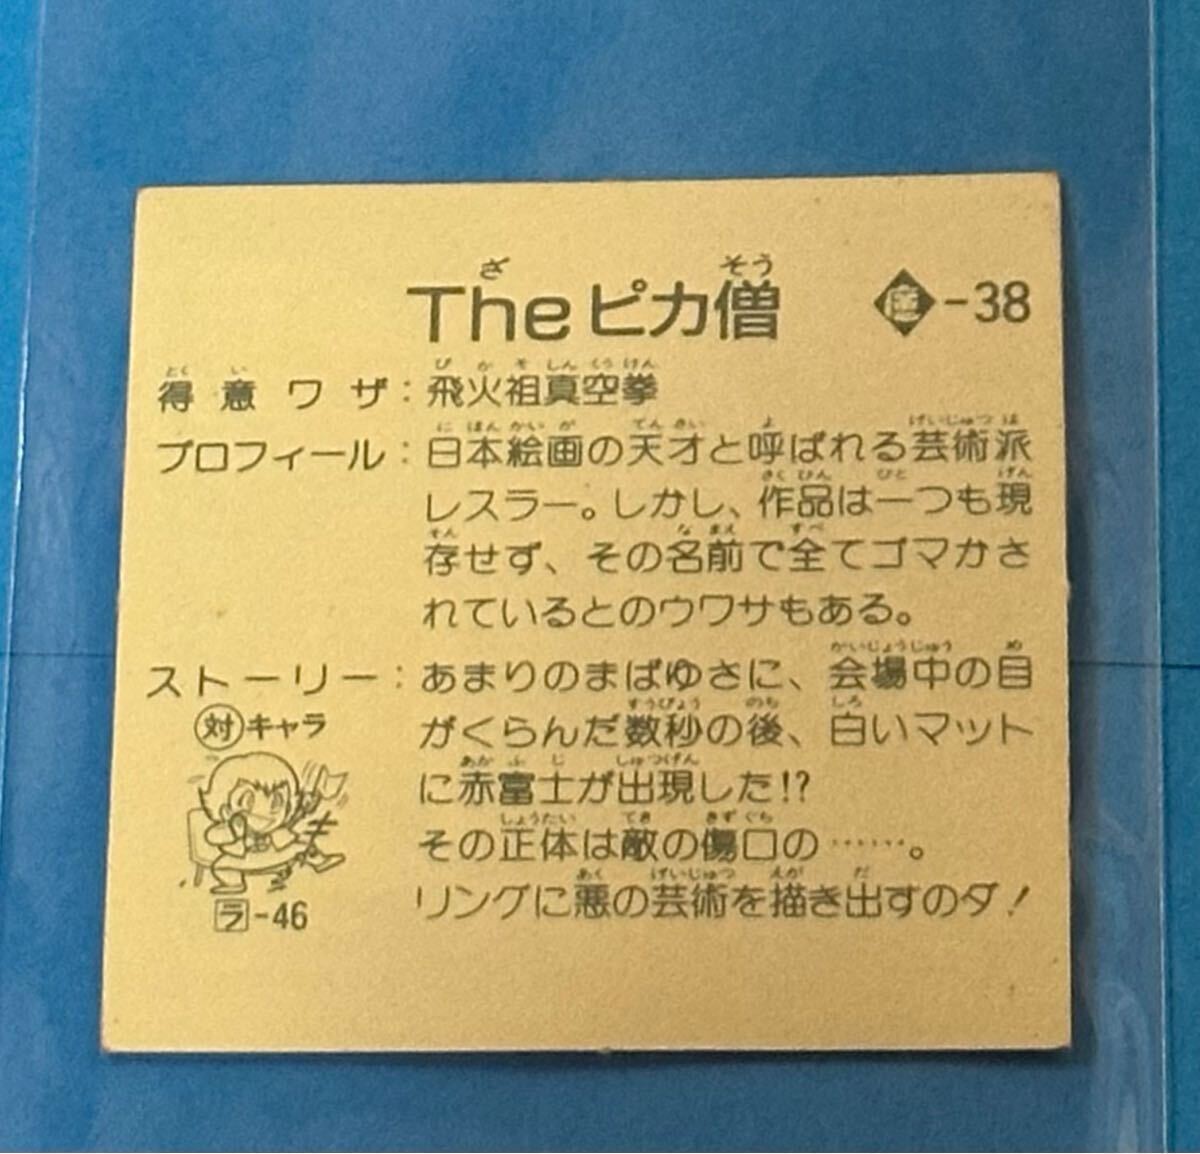 Theピカ僧 -38
得意ワザ：飛火祖真空拳
プロフィール：日本絵画の天才と呼ばれる芸術派
レスラー。しかし、作品は一つも現
存せず、その名前で全てゴマかさ
れているとのウワサもある。
ストーリー：あまりのまばゆさに、会場中の目
がくらんだ数秒の後、白いマット
に赤富士が出現した!?
その正体は敵の傷口の……。
リングに悪の芸術を描き出すのダ！
対キャラ
ラ-46